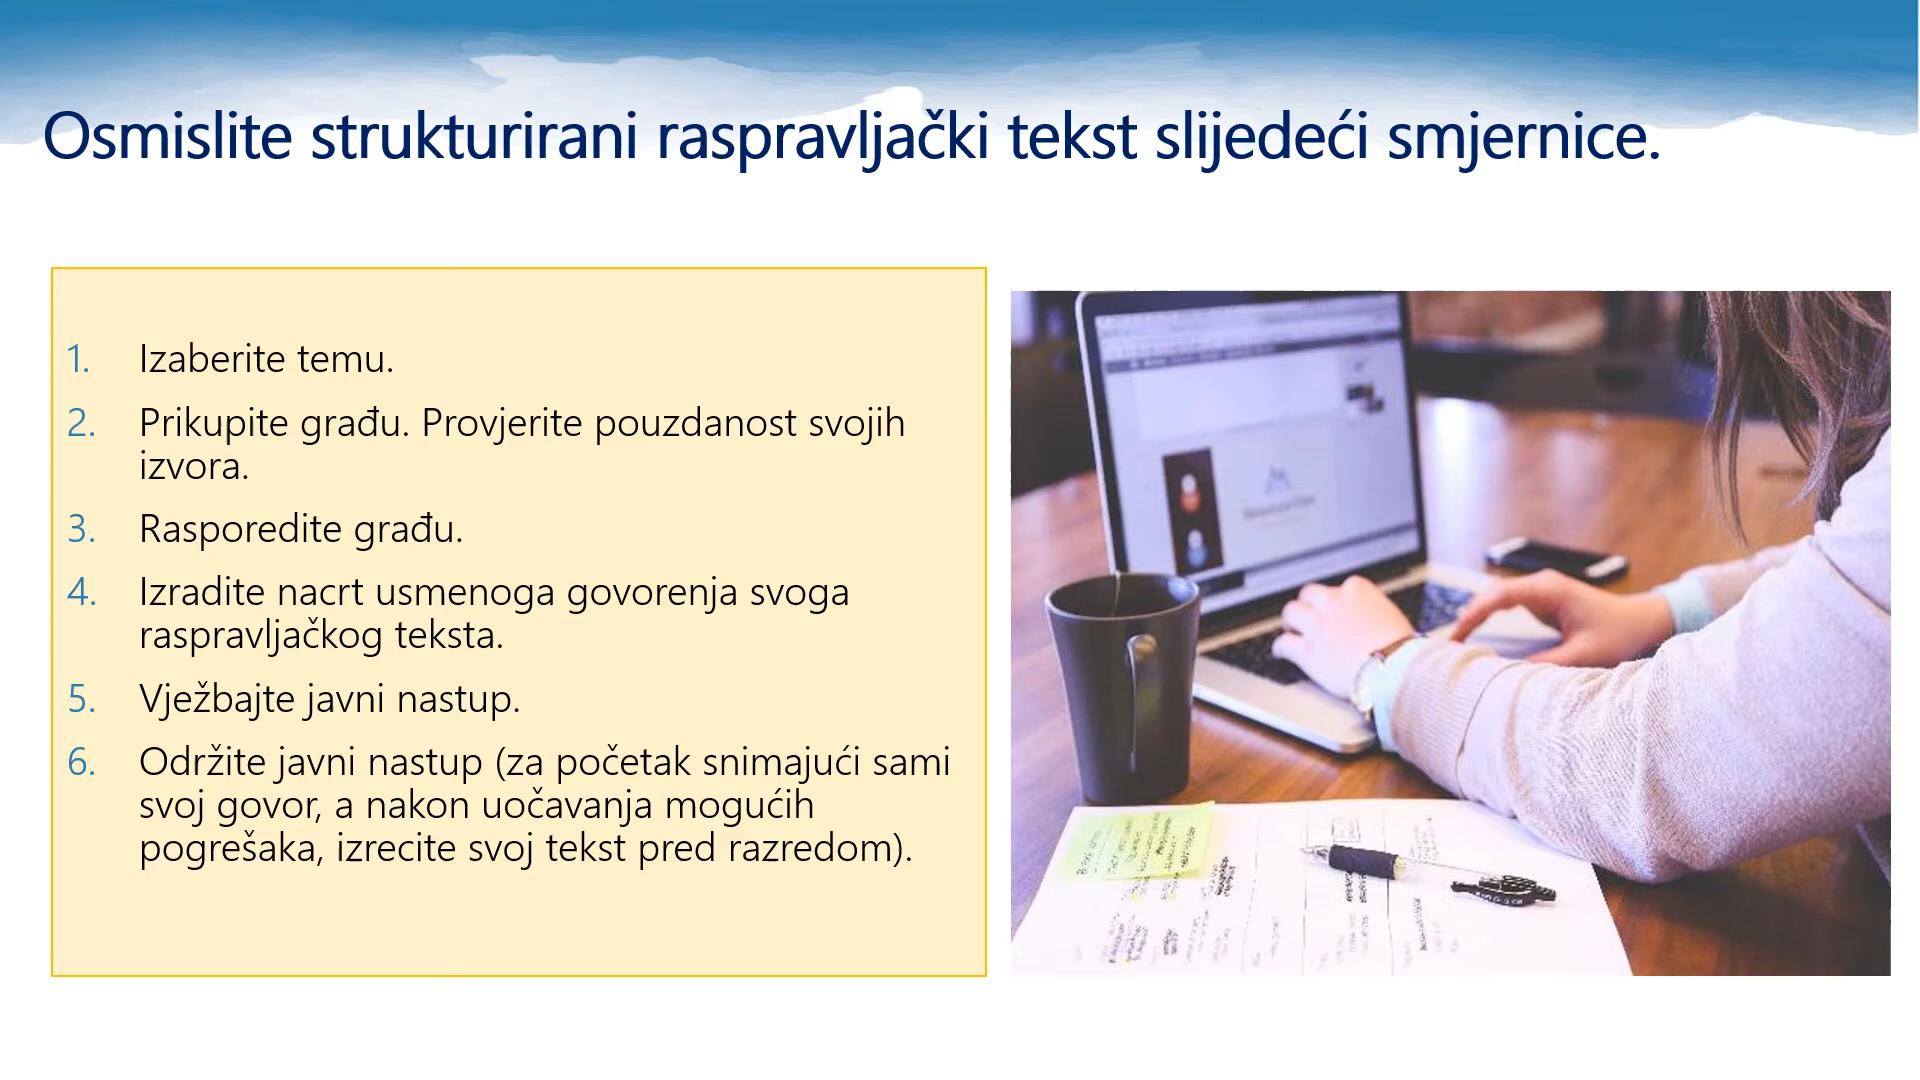 Osmislite strukturirani raspravljački tekst slijedeći smjernice.
1. Izaberite temu.
2. Prikupite građu. Provjerite pouzdanost svojih
izvora.
3. Rasporedite građu.
4. Izradite nacrt usmenoga govorenja svoga
raspravljačkog teksta.
5. Vježbajte javni nastup.
6. Održite javni nastup (za početak snimajući sami
svoj govor, a nakon uočavanja mogućih
pogrešaka, izrecite svoj tekst pred razredom).